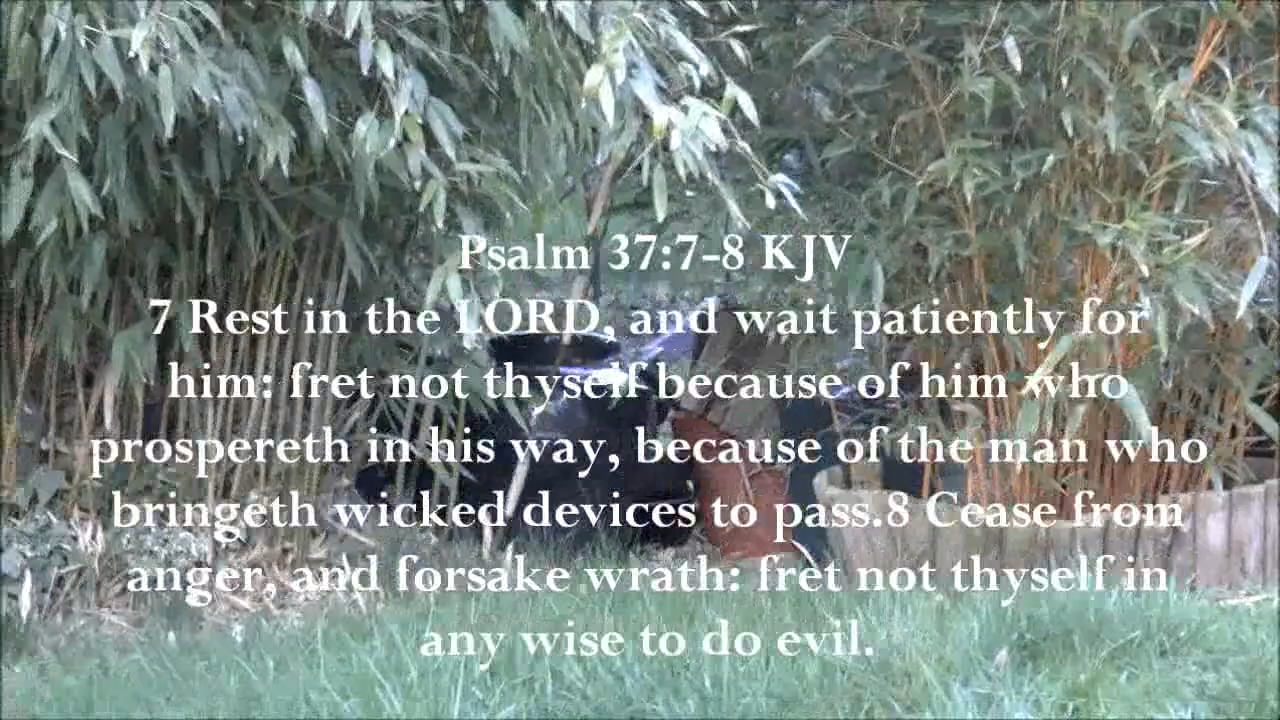 Psalm 37:7-8 KJV
7 Rest in the LORD, and wait patiently for
him: fret not thyself because of him who
prospereth in his way, because of the man who
bringeth wicked devices to pass.8 Cease from
anger, and forsake wrath: fret not thyself in
any wise to do evil.